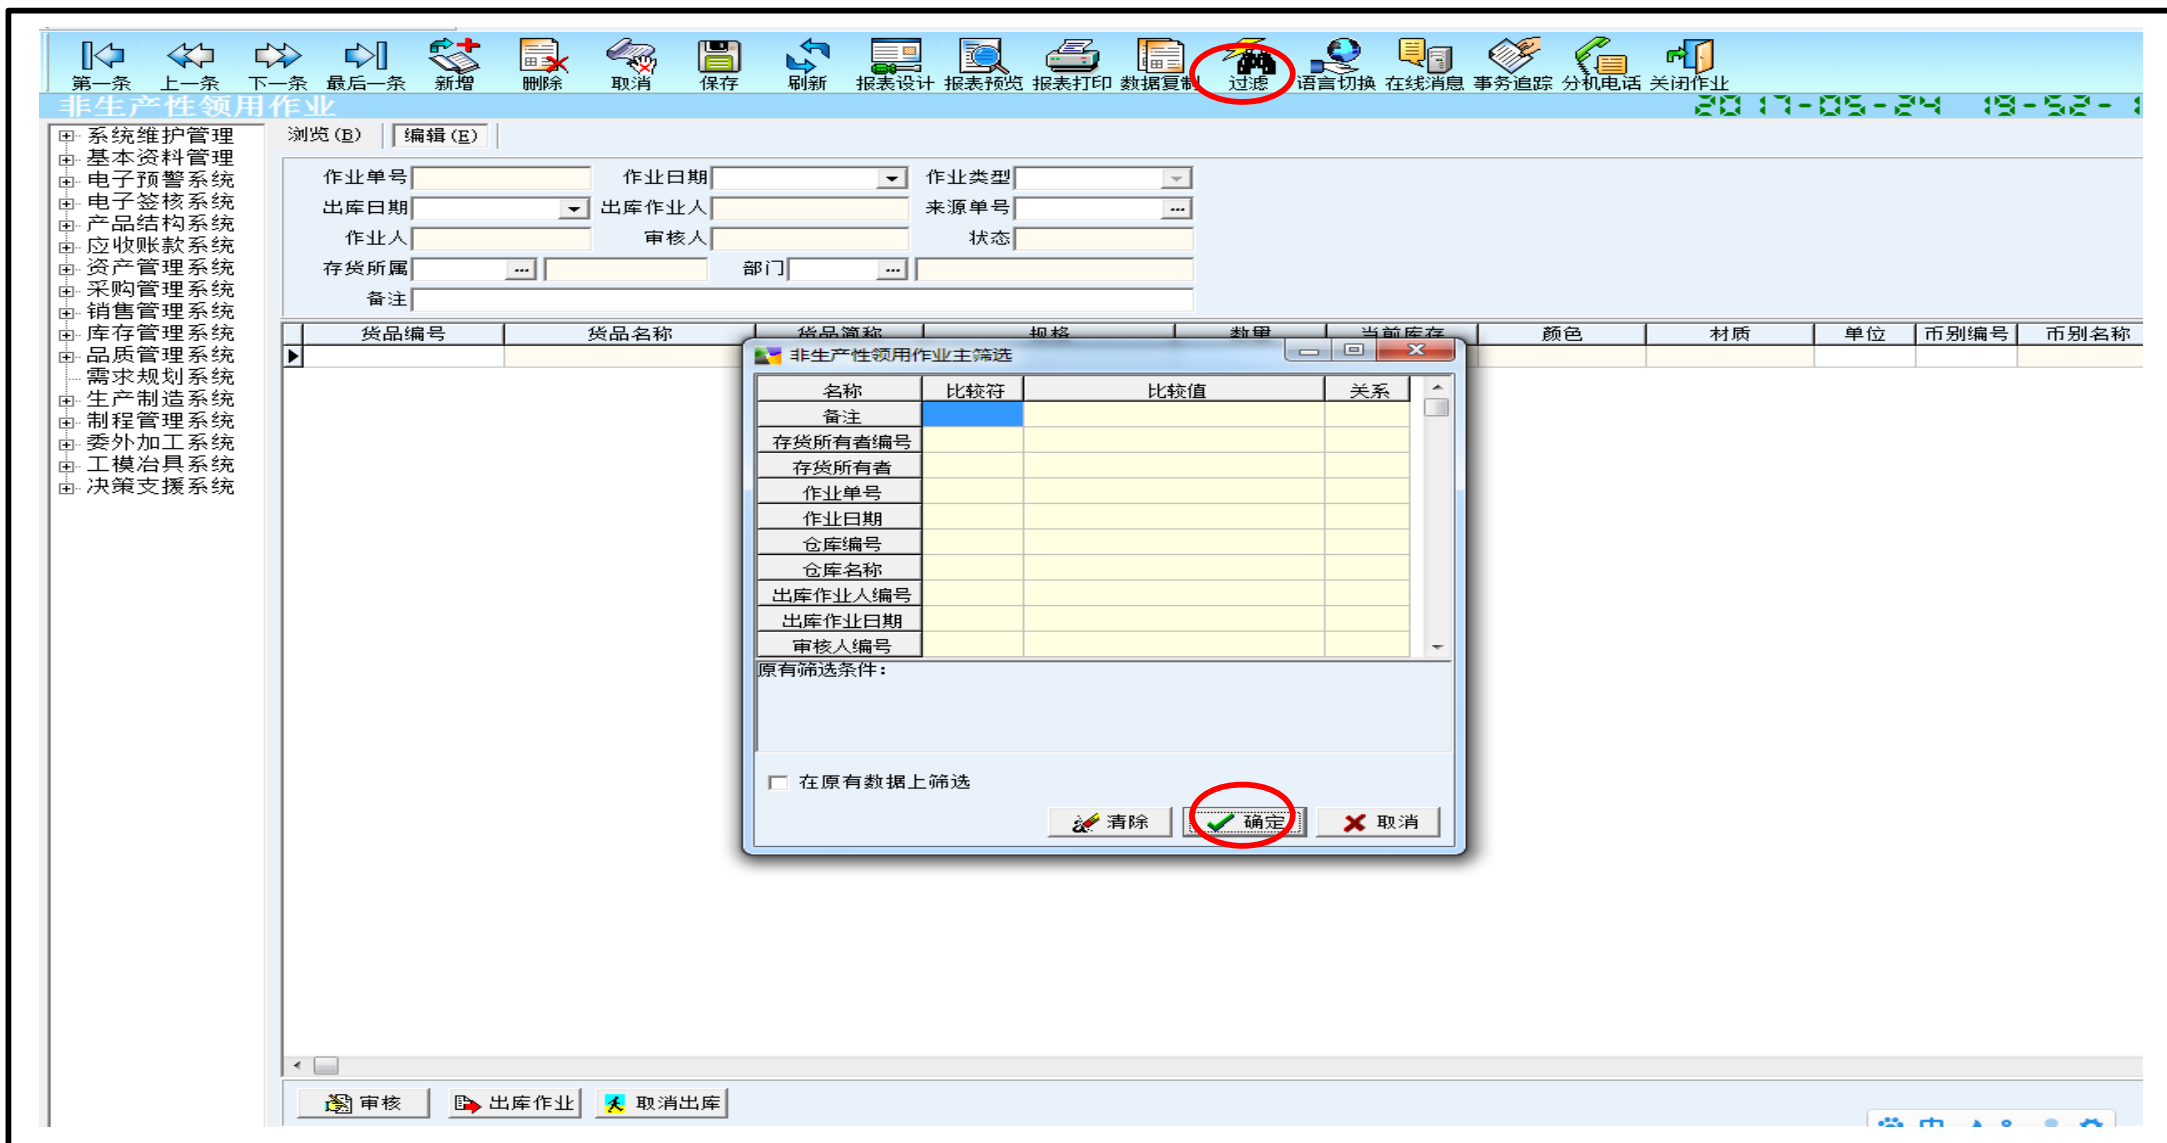 第一条 上一条 下一条 最后一条 新增 删除 取消 保存 刷新 报表设计 报表预览 报表打印 数据复制 过滤 语言切换 在线消息 事务追踪 分机电话 关闭作业
非生产性领用作业 2017-05-24 19-52-
系统维护管理
基本资料管理
电子预警系统
电子签核系统
产品结构系统
应收账款系统
资产管理系统
采购管理系统
销售管理系统
库存管理系统
品质管理系统
需求规划系统
生产制造系统
制程管理系统
委外加工系统
工模冶具系统
决策支援系统
浏览(B) 编辑(E)
作业单号 作业日期 作业类型
出库日期 出库作业人 来源单号
作业人 审核人 状态
存货所属 部门
备注
货品编号 货品名称 货品简称 规格 数量 当前库存 颜色 材质 单位 币别编号 币别名称
非生产性领用作业主筛选
名称 比较符 比较值 关系
备注
存货所有者编号
存货所有者
作业单号
作业日期
仓库编号
仓库名称
出库作业人编号
出库作业日期
审核人编号
原有筛选条件：
在原有数据上筛选
清除 确定 取消
审核 出库作业 取消出库